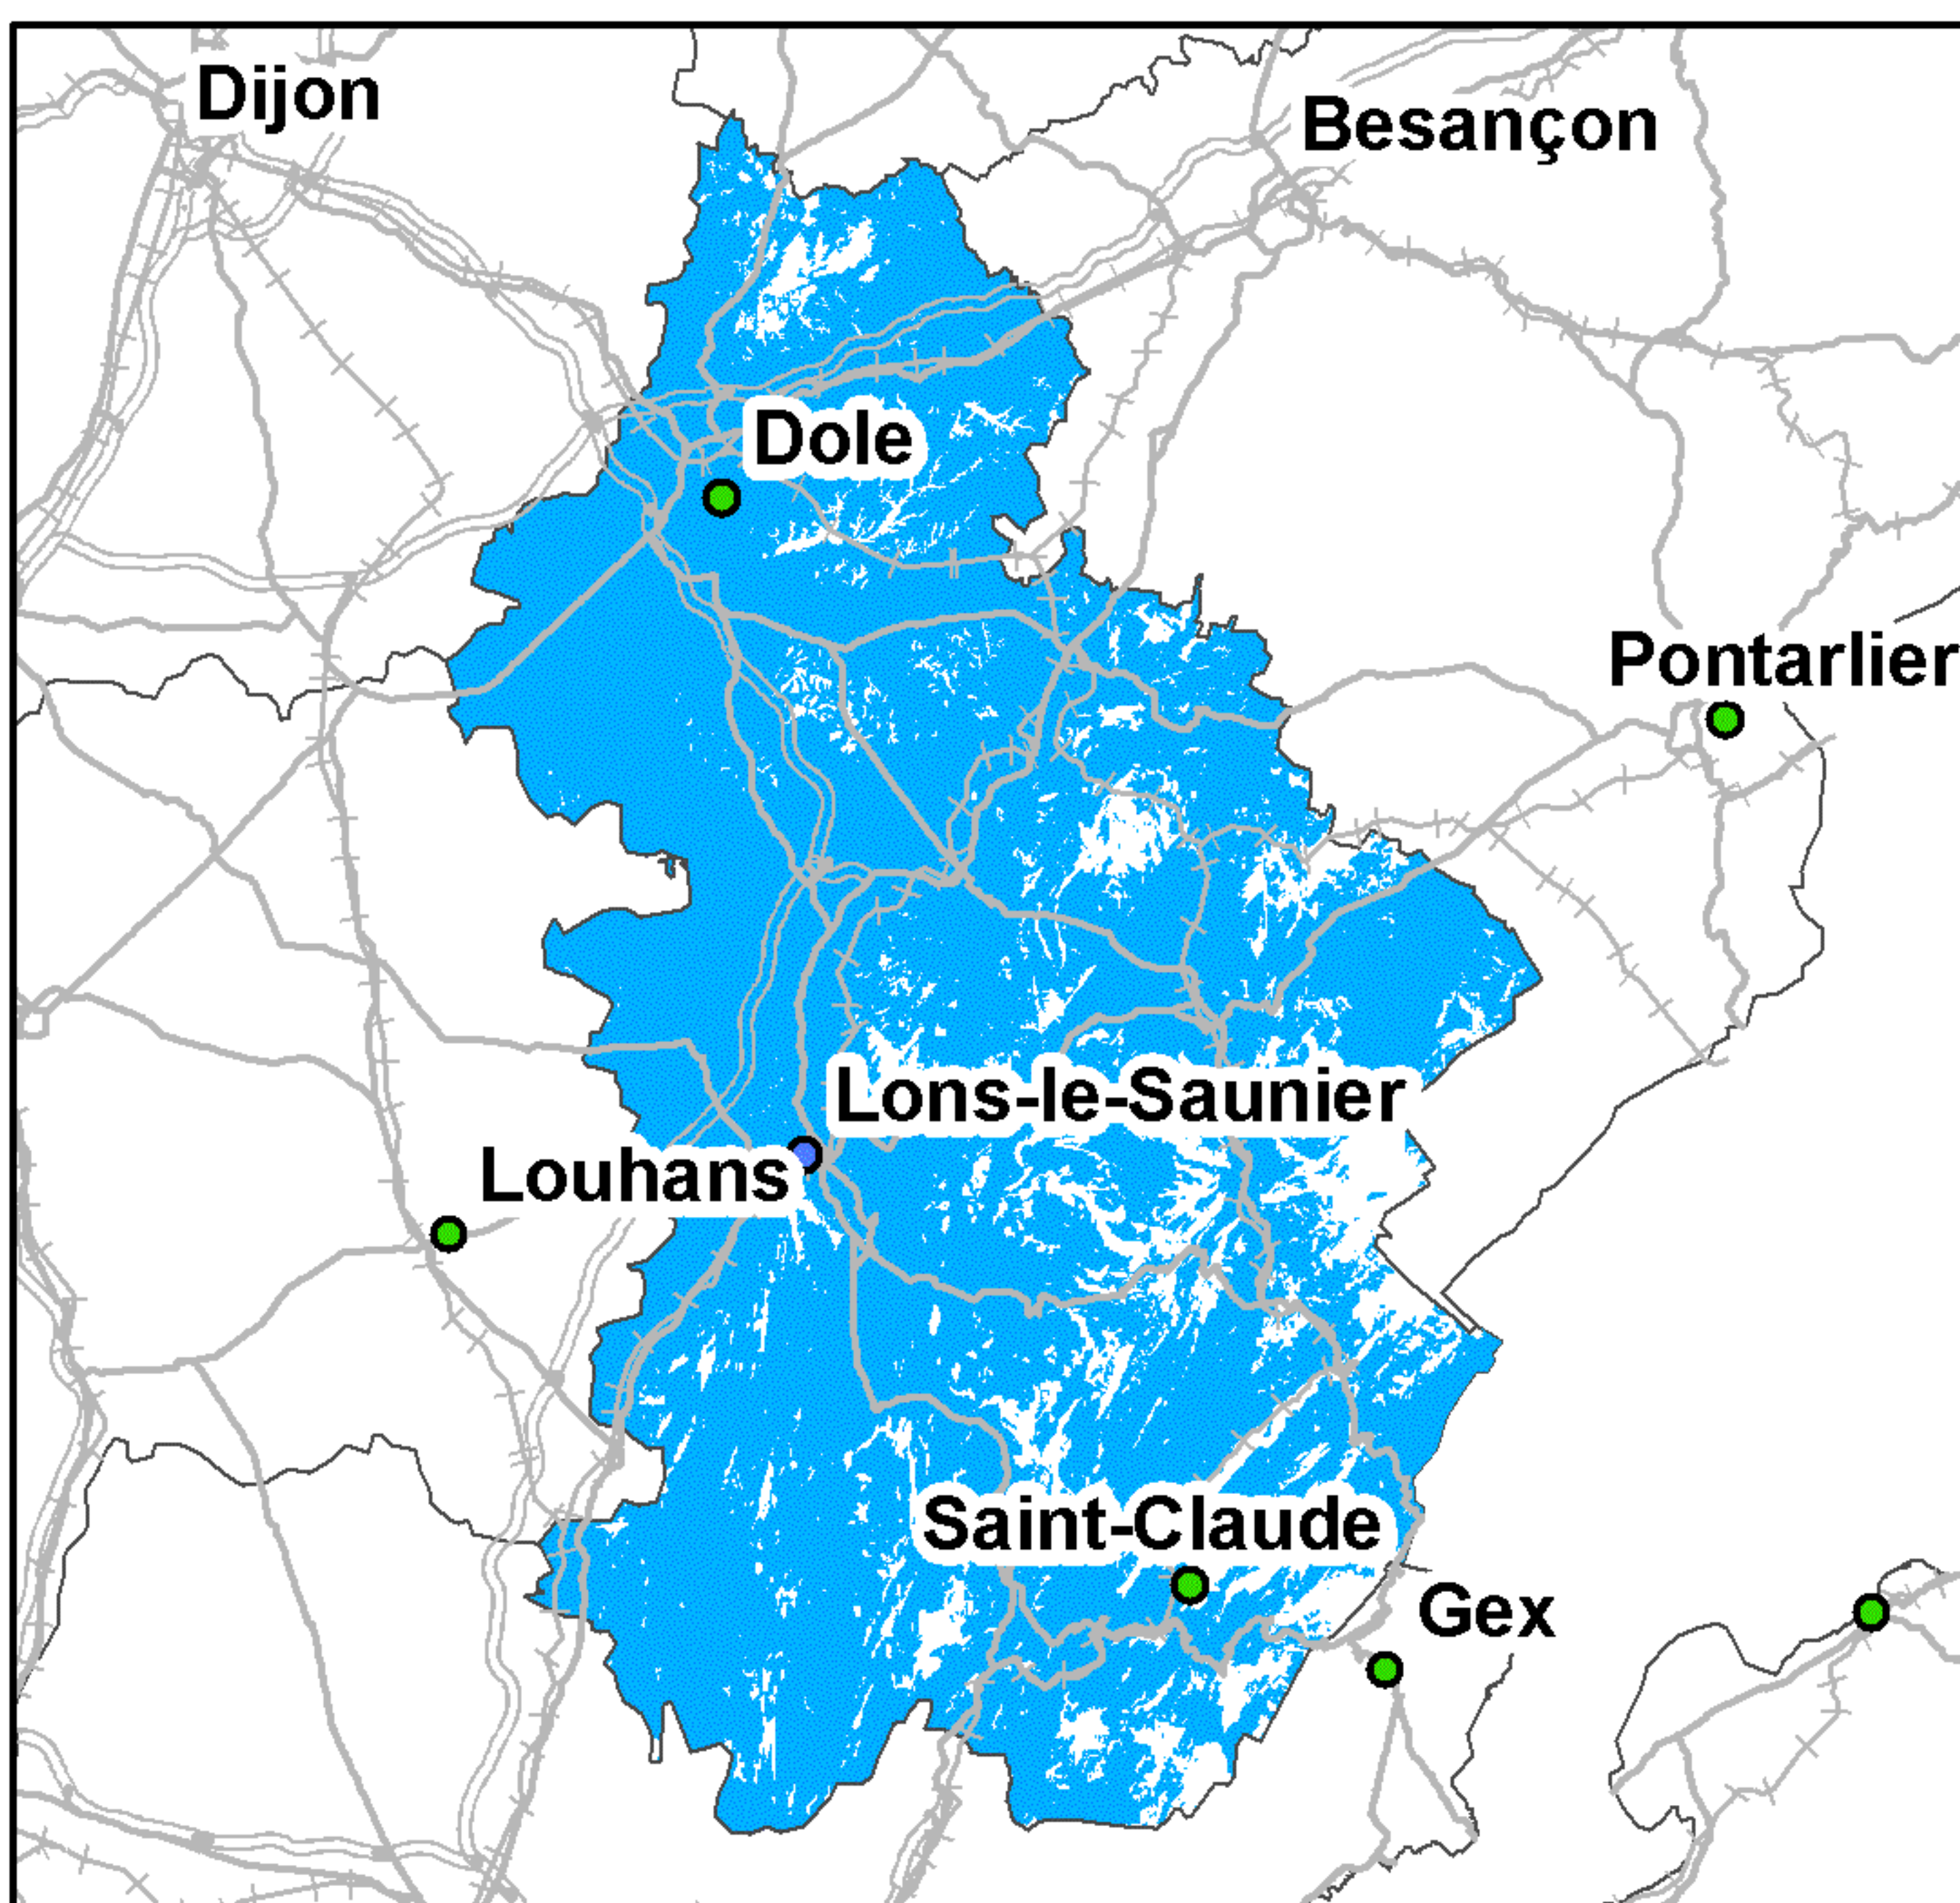 Dijon
Besançon
Dole
Pontarlier
Lons-le-Saunier
Louhans
Saint-Claude
Gex